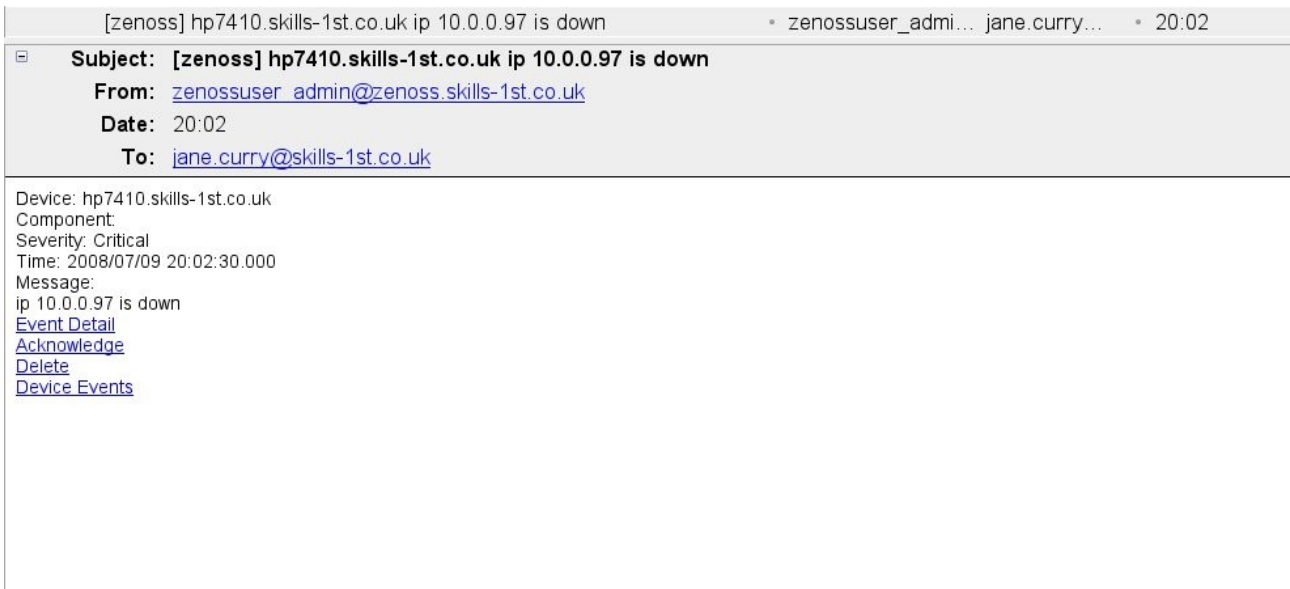 [zenoss] hp7410.skills-1st.co.uk ip 10.0.0.97 is down • zenossuser_admi... jane.curry... • 20:02
Subject: [zenoss] hp7410.skills-1st.co.uk ip 10.0.0.97 is down
From: zenossuser_admin@zenoss.skills-1st.co.uk
Date: 20:02
To: jane.curry@skills-1st.co.uk
Device: hp7410.skills-1st.co.uk
Component:
Severity: Critical
Time: 2008/07/09 20:02:30.000
Message:
ip 10.0.0.97 is down
Event Detail
Acknowledge
Delete
Device Events